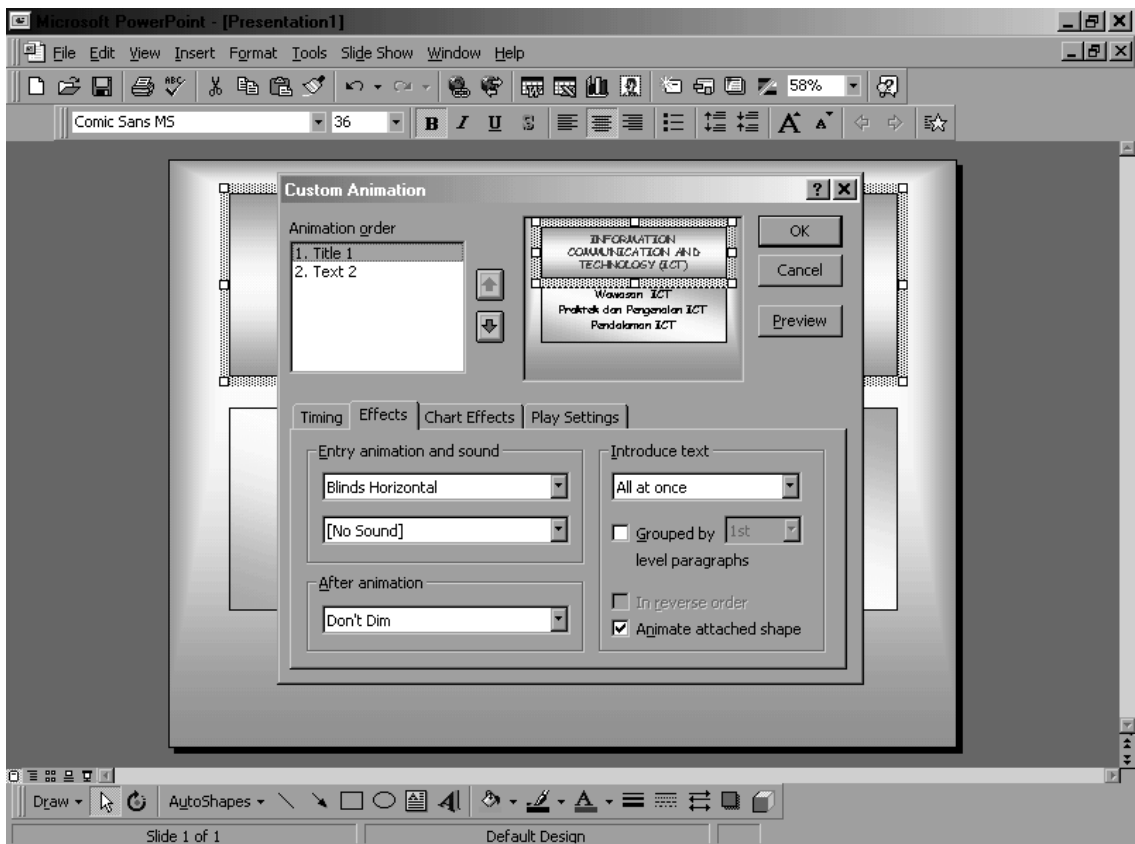 Microsoft PowerPoint - [Presentation1]
File Edit View Insert Format Tools Slide Show Window Help
ABC 58%
Comic Sans MS 36 B I U S A A
Custom Animation
Animation order
1. Title 1
2. Text 2
INFORMATION
COMMUNICATION AND
TECHNOLOGY (ICT)
Wawasan ICT
Praktek dan Pengenalan ICT
Pendalaman ICT
OK
Cancel
Preview
Timing Effects Chart Effects Play Settings
Entry animation and sound
Blinds Horizontal
[No Sound]
After animation
Don't Dim
Introduce text
All at once
Grouped by 1st
level paragraphs
In reverse order
Animate attached shape
Draw AutoShapes A A
Slide 1 of 1 Default Design